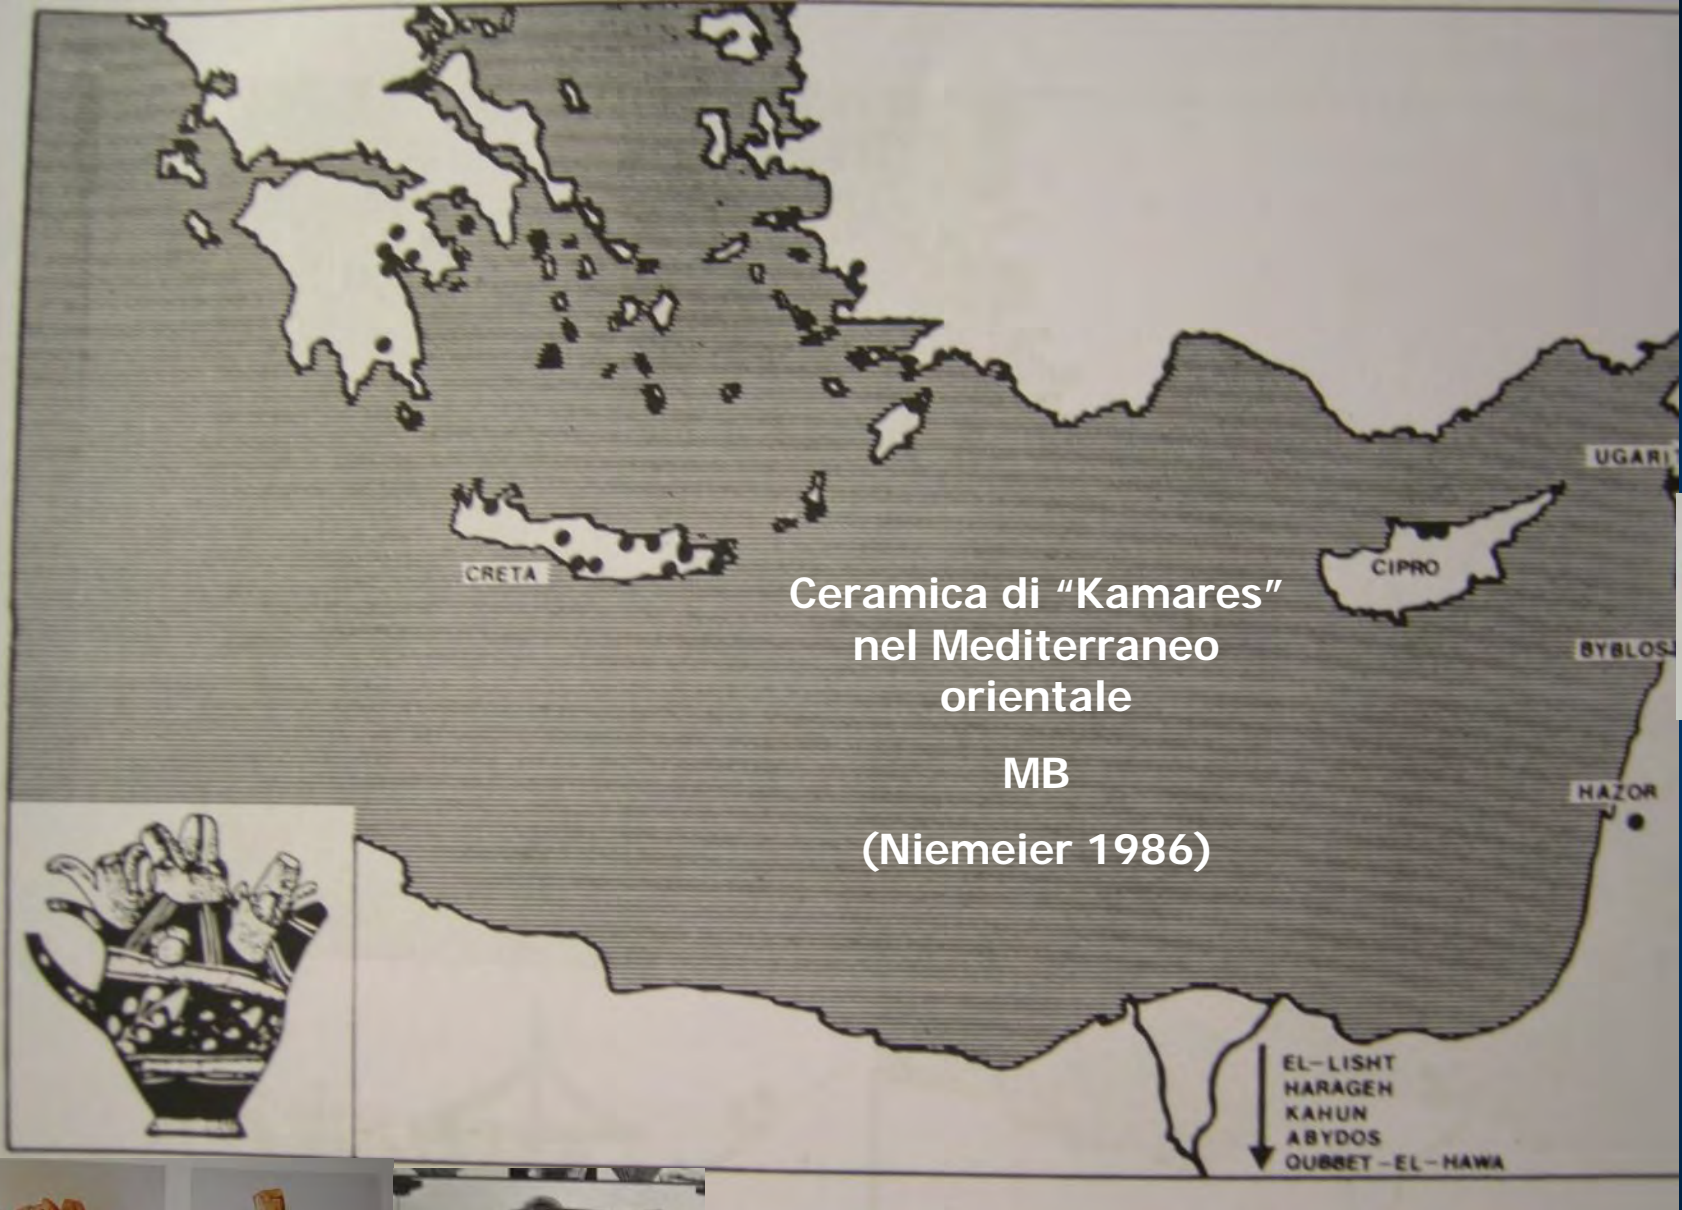 UGARIT
CRETA
CIPRO
Ceramica di “Kamares”
nel Mediterraneo
orientale
MB
(Niemeier 1986)
BYBLOS
HAZOR
EL-LISHT
HARAGEH
KAHUN
ABYDOS
QUBBET-EL-HAWA